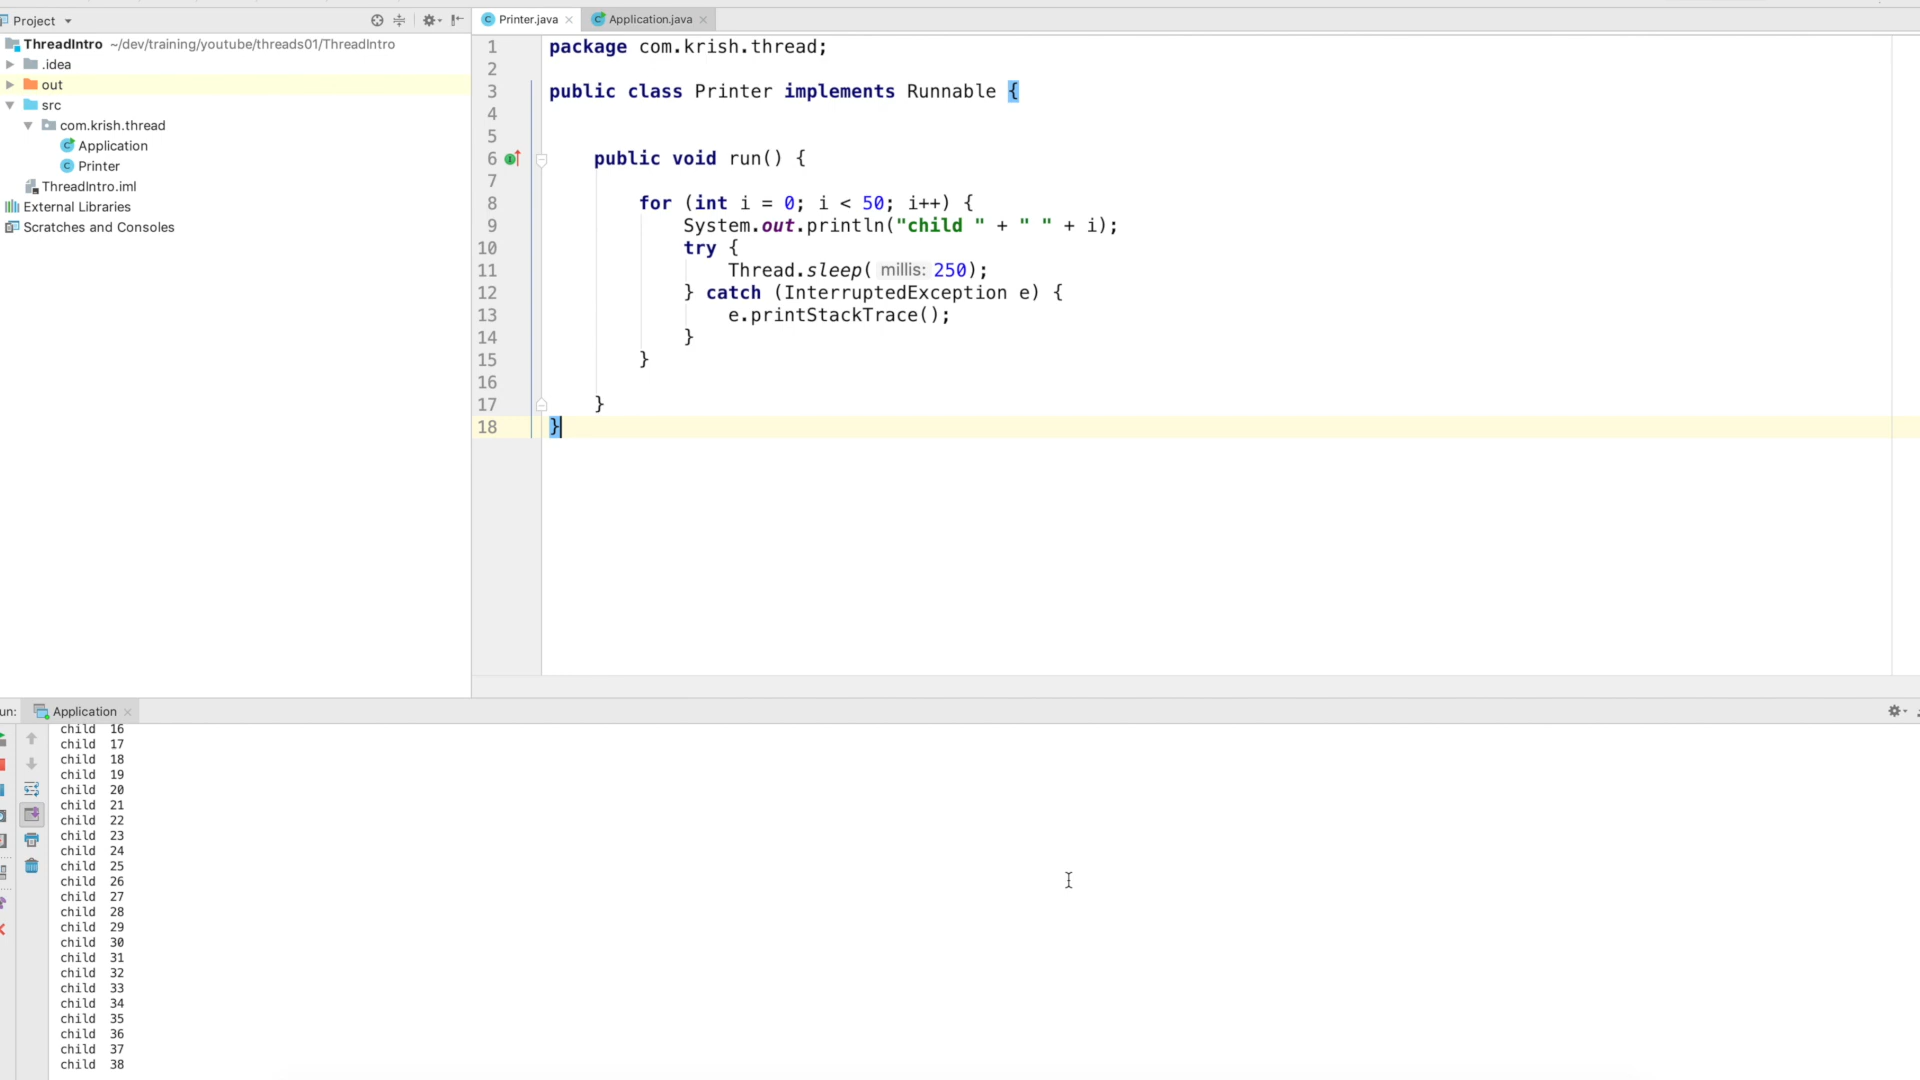 Project
ThreadIntro ~/dev/training/youtube/threads01/ThreadIntro
.idea
out
src
com.krish.thread
Application
Printer
ThreadIntro.iml
External Libraries
Scratches and Consoles
Printer.java
Application.java
1 package com.krish.thread;
2
3 public class Printer implements Runnable {
4
5
6 public void run() {
7
8 for (int i = 0; i < 50; i++) {
9 System.out.println("child " + " " + i);
10 try {
11 Thread.sleep( millis: 250);
12 } catch (InterruptedException e) {
13 e.printStackTrace();
14 }
15 }
16
17 }
18 }
un: Application
child 16
child 17
child 18
child 19
child 20
child 21
child 22
child 23
child 24
child 25
child 26
child 27
child 28
child 29
child 30
child 31
child 32
child 33
child 34
child 35
child 36
child 37
child 38